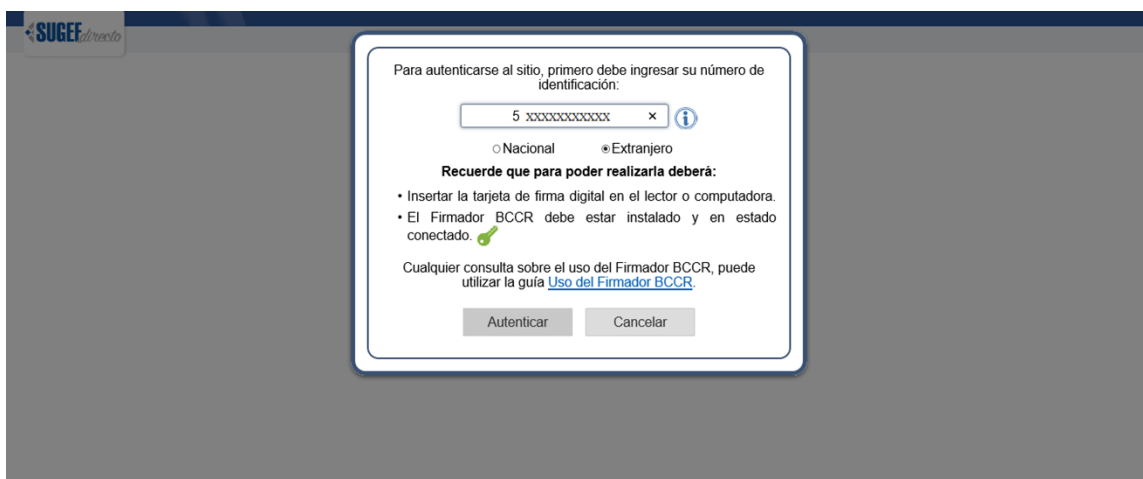 SUGEFdirecto
Para autenticarse al sitio, primero debe ingresar su número de
identificación:
5 xxxxxxxxxxx ×
Nacional Extranjero
Recuerde que para poder realizarla deberá:
• Insertar la tarjeta de firma digital en el lector o computadora.
• El Firmador BCCR debe estar instalado y en estado
conectado.
Cualquier consulta sobre el uso del Firmador BCCR, puede
utilizar la guía Uso del Firmador BCCR.
Autenticar Cancelar